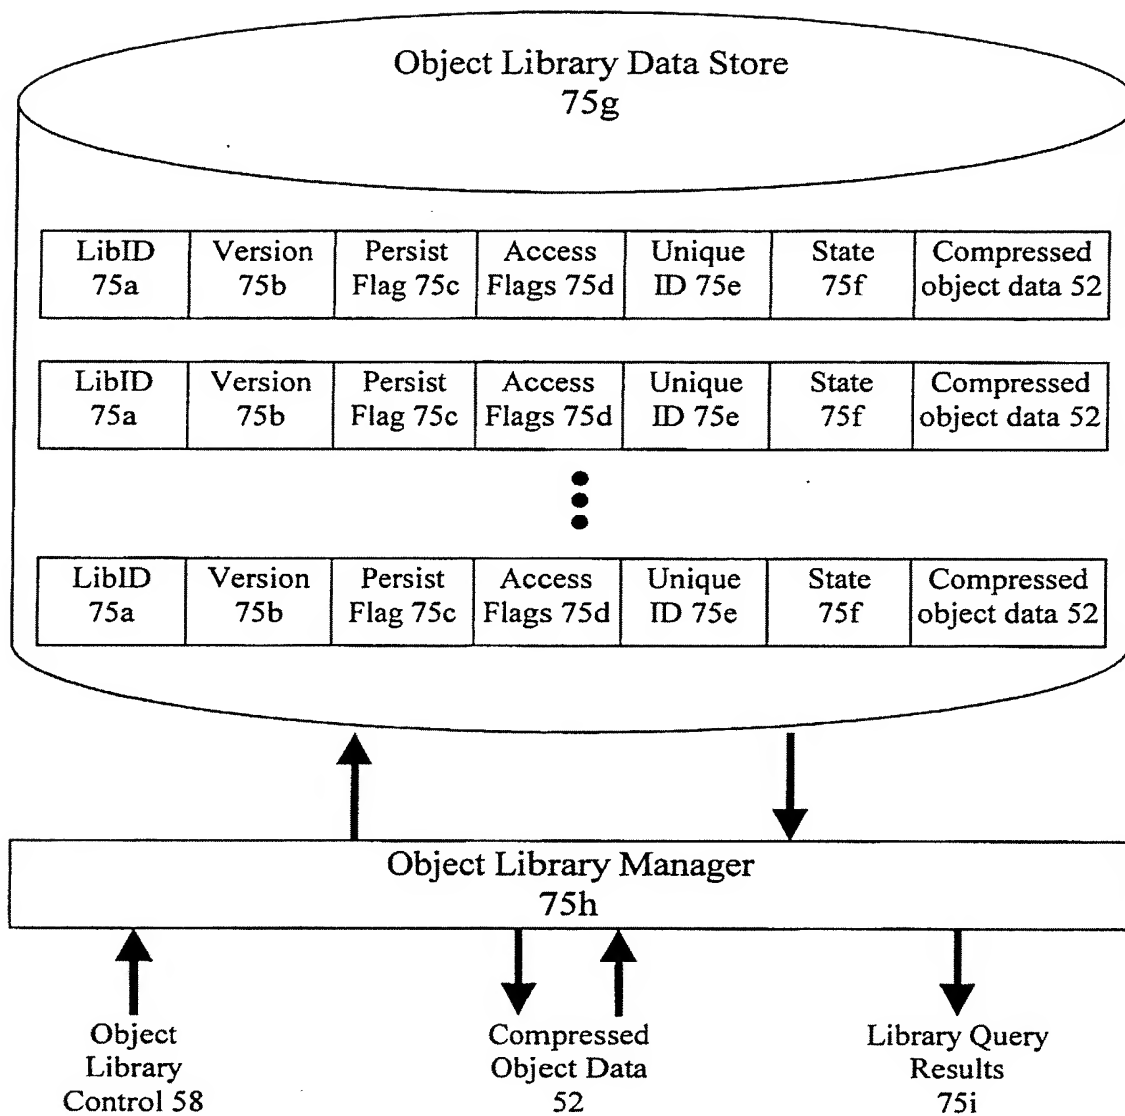 Object Library Data Store
75g
LibID 75a Version 75b Persist Flag 75c Access Flags 75d Unique ID 75e State 75f Compressed object data 52
LibID 75a Version 75b Persist Flag 75c Access Flags 75d Unique ID 75e State 75f Compressed object data 52
LibID 75a Version 75b Persist Flag 75c Access Flags 75d Unique ID 75e State 75f Compressed object data 52
Object Library Manager
75h
Object
Library
Control 58
Compressed
Object Data
52
Library Query
Results
75i